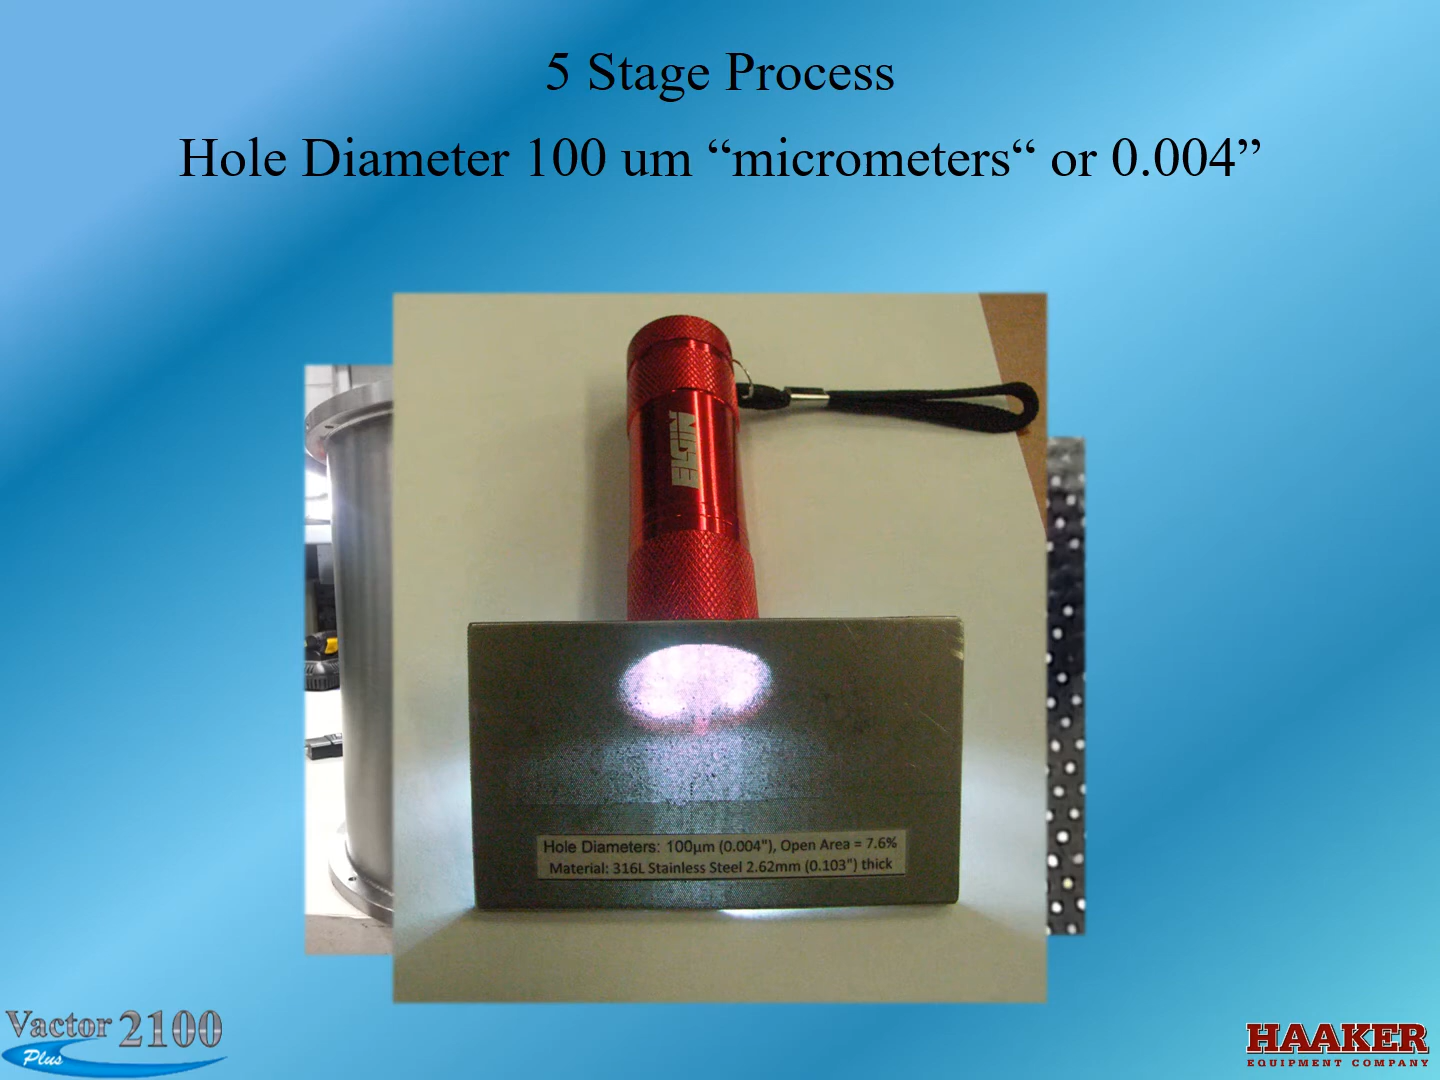 5 Stage Process
Hole Diameter 100 um “micrometers“ or 0.004”
Hole Diameters: 100µm (0.004"), Open Area = 7.6%
Material: 316L Stainless Steel 2.62mm (0.103") thick
Vactor 2100
Plus
HAAKER
EQUIPMENT COMPANY